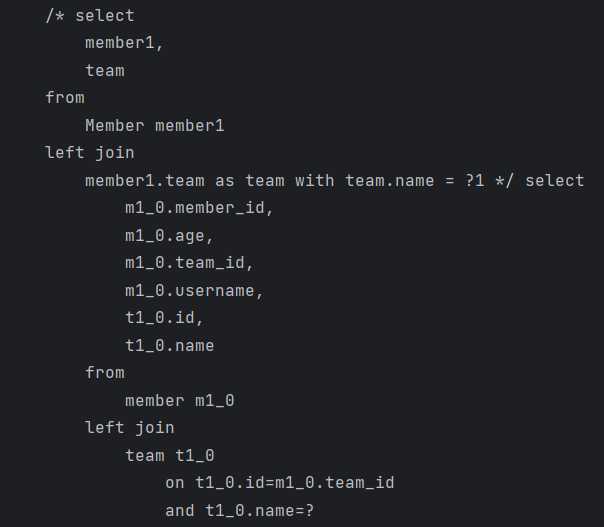 /* select
member1,
team
from
Member member1
left join
member1.team as team with team.name = ?1 */ select
m1_0.member_id,
m1_0.age,
m1_0.team_id,
m1_0.username,
t1_0.id,
t1_0.name
from
member m1_0
left join
team t1_0
on t1_0.id=m1_0.team_id
and t1_0.name=?